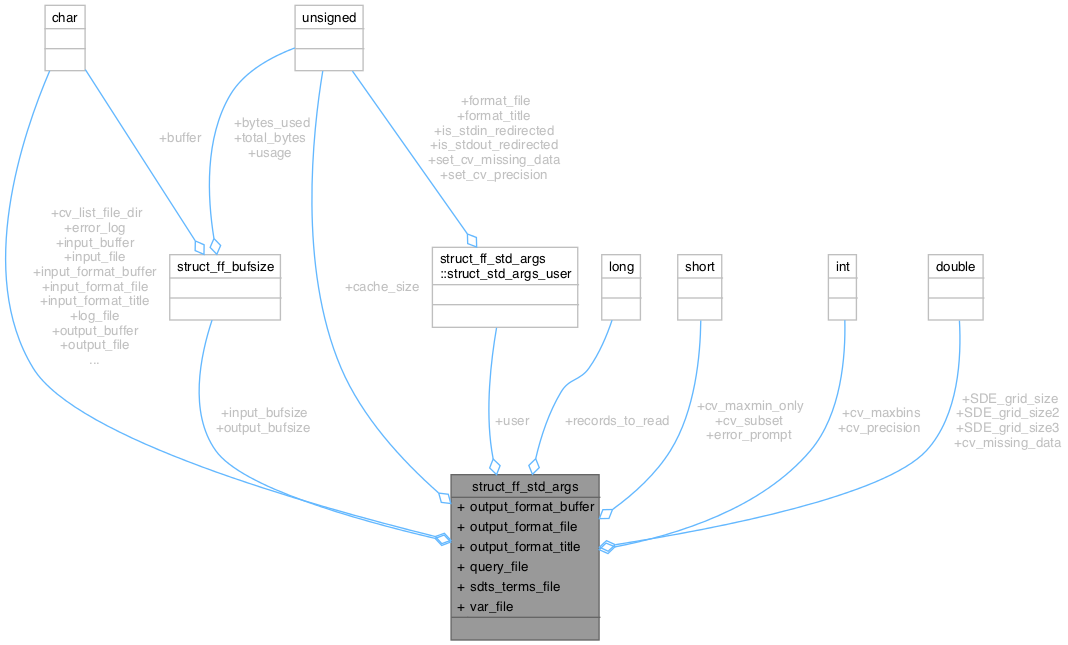 char
unsigned
+format_file
+format_title
+is_stdin_redirected
+is_stdout_redirected
+set_cv_missing_data
+set_cv_precision
+buffer
+bytes_used
+total_bytes
+usage
+cv_list_file_dir
+error_log
+input_buffer
+input_file
+input_format_buffer
+input_format_file
+input_format_title
+log_file
+output_buffer
+output_file
...
struct_ff_bufsize
+cache_size
struct_ff_std_args
::struct_std_args_user
long
short
int
double
+input_bufsize
+output_bufsize
+user
+records_to_read
+cv_maxmin_only
+cv_subset
+error_prompt
+cv_maxbins
+cv_precision
+SDE_grid_size
+SDE_grid_size2
+SDE_grid_size3
+cv_missing_data
struct_ff_std_args
+ output_format_buffer
+ output_format_file
+ output_format_title
+ query_file
+ sdts_terms_file
+ var_file